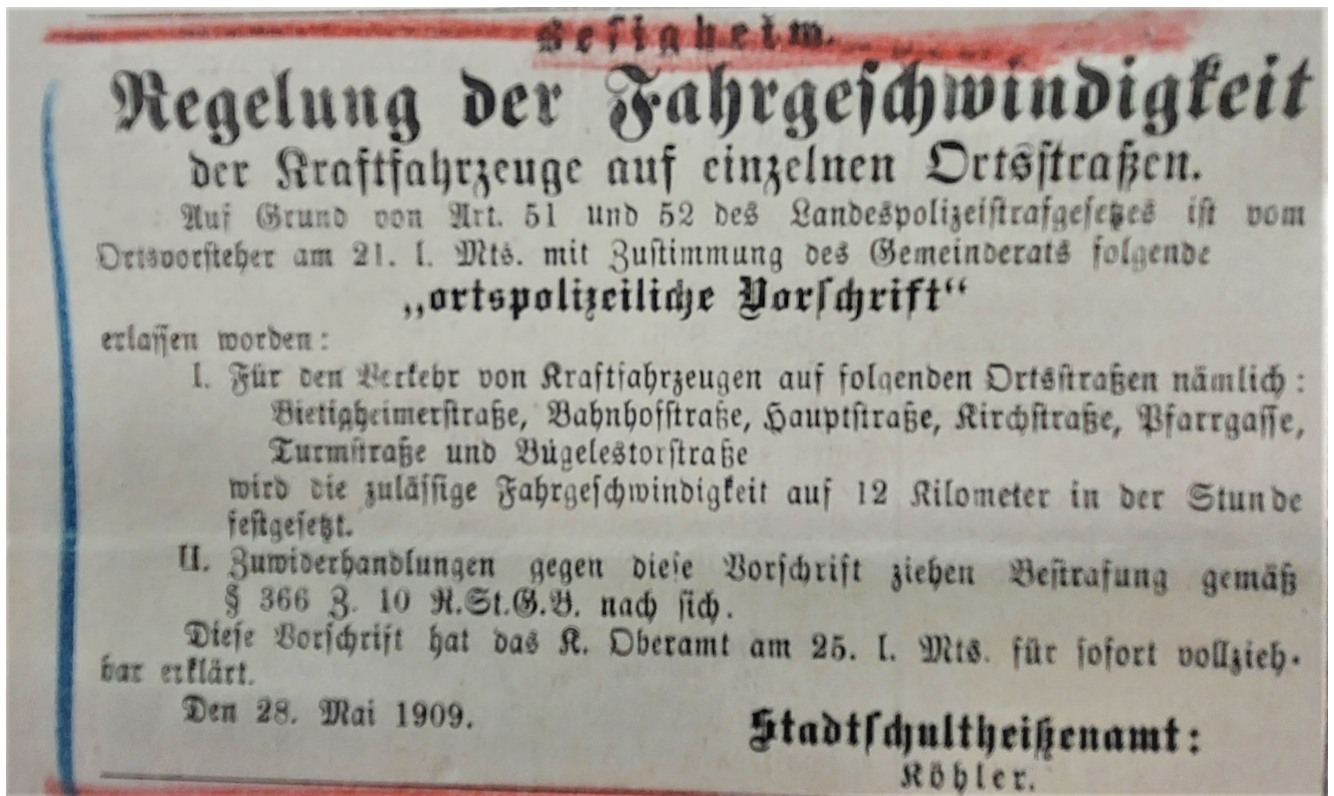 Besigheim.
Regelung der Fahrgeschwindigkeit
der Kraftfahrzeuge auf einzelnen Ortsstraßen.
Auf Grund von Art. 51 und 52 des Landespolizeistrafgesetzes ist vom
Ortsvorsteher am 21. l. Mts. mit Zustimmung des Gemeinderats folgende
„ortspolizeiliche Vorschrift“
erlassen worden:
I. Für den Verkehr von Kraftfahrzeugen auf folgenden Ortsstraßen nämlich:
Bietigheimerstraße, Bahnhofstraße, Hauptstraße, Kirchstraße, Pfarrgasse,
Turmstraße und Bügelestorstraße
wird die zulässige Fahrgeschwindigkeit auf 12 Kilometer in der Stunde
festgesetzt.
II. Zuwiderhandlungen gegen diese Vorschrift ziehen Bestrafung gemäß
§ 366 Z. 10 R.St.G.B. nach sich.
Diese Vorschrift hat das K. Oberamt am 25. l. Mts. für sofort vollzieh-
bar erklärt.
Den 28. Mai 1909.
Stadtschultheißenamt:
Köhler.